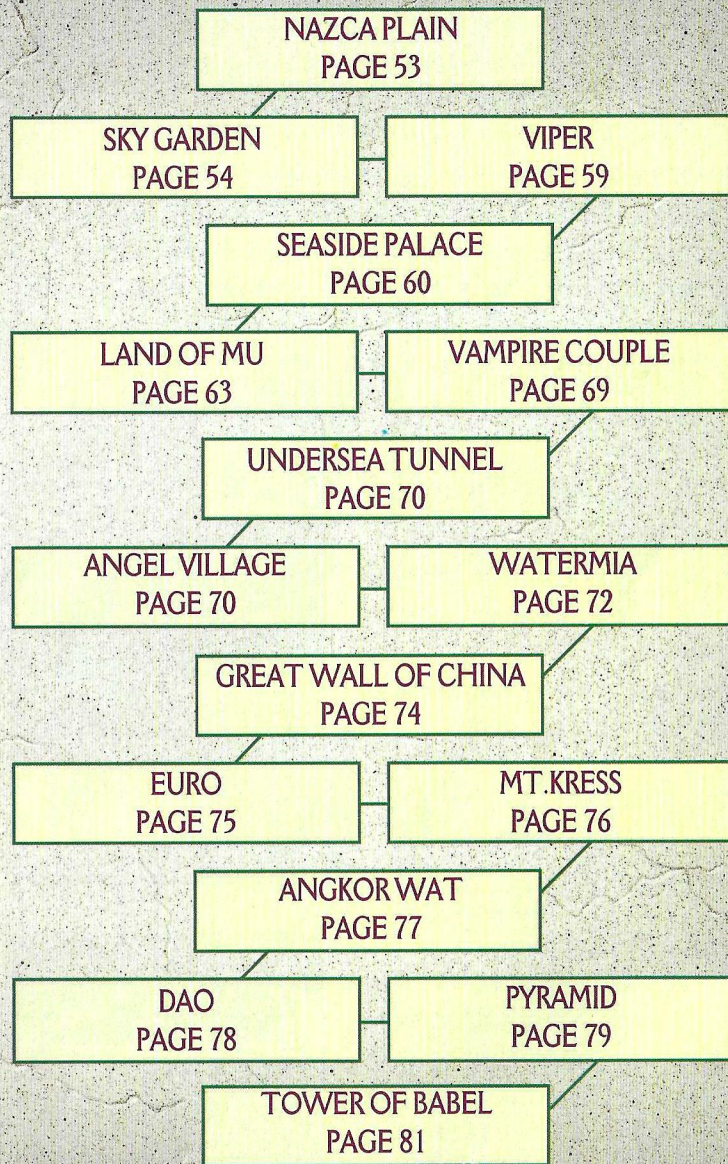 NAZCA PLAIN
PAGE 53
SKY GARDEN
PAGE 54
VIPER
PAGE 59
SEASIDE PALACE
PAGE 60
LAND OF MU
PAGE 63
VAMPIRE COUPLE
PAGE 69
UNDERSEA TUNNEL
PAGE 70
ANGEL VILLAGE
PAGE 70
WATERMIA
PAGE 72
GREAT WALL OF CHINA
PAGE 74
EURO
PAGE 75
MT.KRESS
PAGE 76
ANGKOR WAT
PAGE 77
DAO
PAGE 78
PYRAMID
PAGE 79
TOWER OF BABEL
PAGE 81